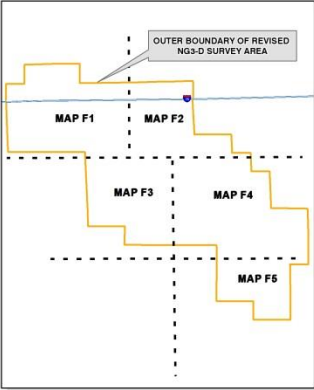 OUTER BOUNDARY OF REVISED
NG3-D SURVEY AREA
MAP F1
MAP F2
MAP F3
MAP F4
MAP F5